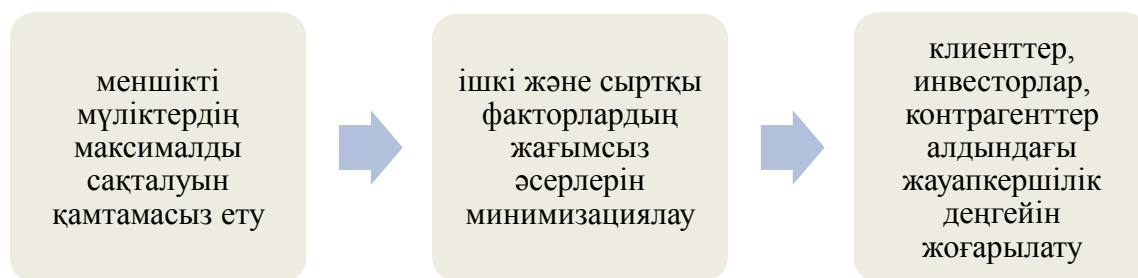 меншікті
мүліктердің
максималды
сақталуын
қамтамасыз ету
ішкі және сыртқы
факторлардың
жағымсыз
әсерлерін
минимизациялау
клиенттер,
инвесторлар,
контрагенттер
алдындағы
жауапкершілік
деңгейін
жоғарылату